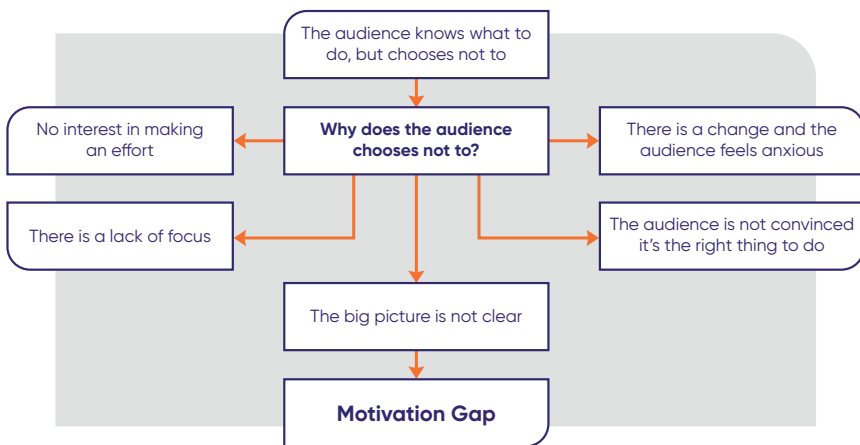 The audience knows what to
do, but chooses not to
No interest in making
an effort
Why does the audience
chooses not to?
There is a change and the
audience feels anxious
There is a lack of focus
The audience is not convinced
it's the right thing to do
The big picture is not clear
Motivation Gap